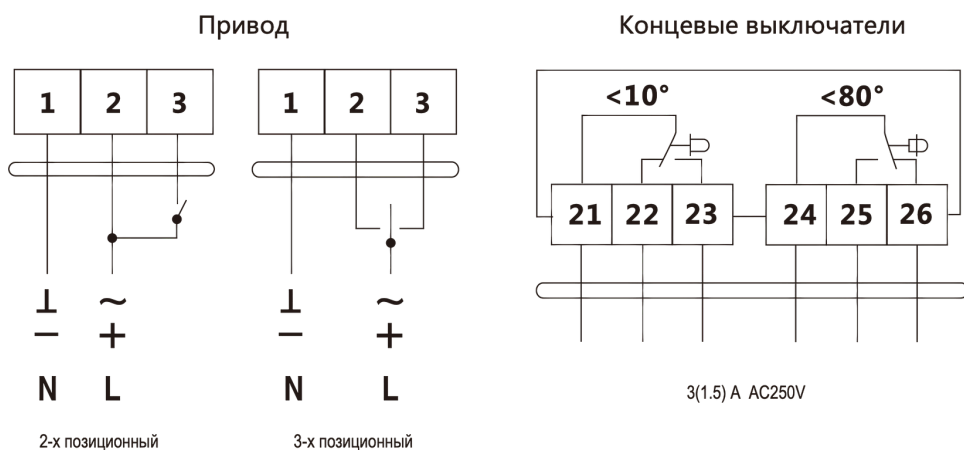 Привод
Концевые выключатели
1 2 3
1 2 3
<10°
<80°
21 22 23
24 25 26
⊥ ~
− +
N L
⊥ ~
− +
N L
3(1.5) A AC250V
2-х позиционный
3-х позиционный